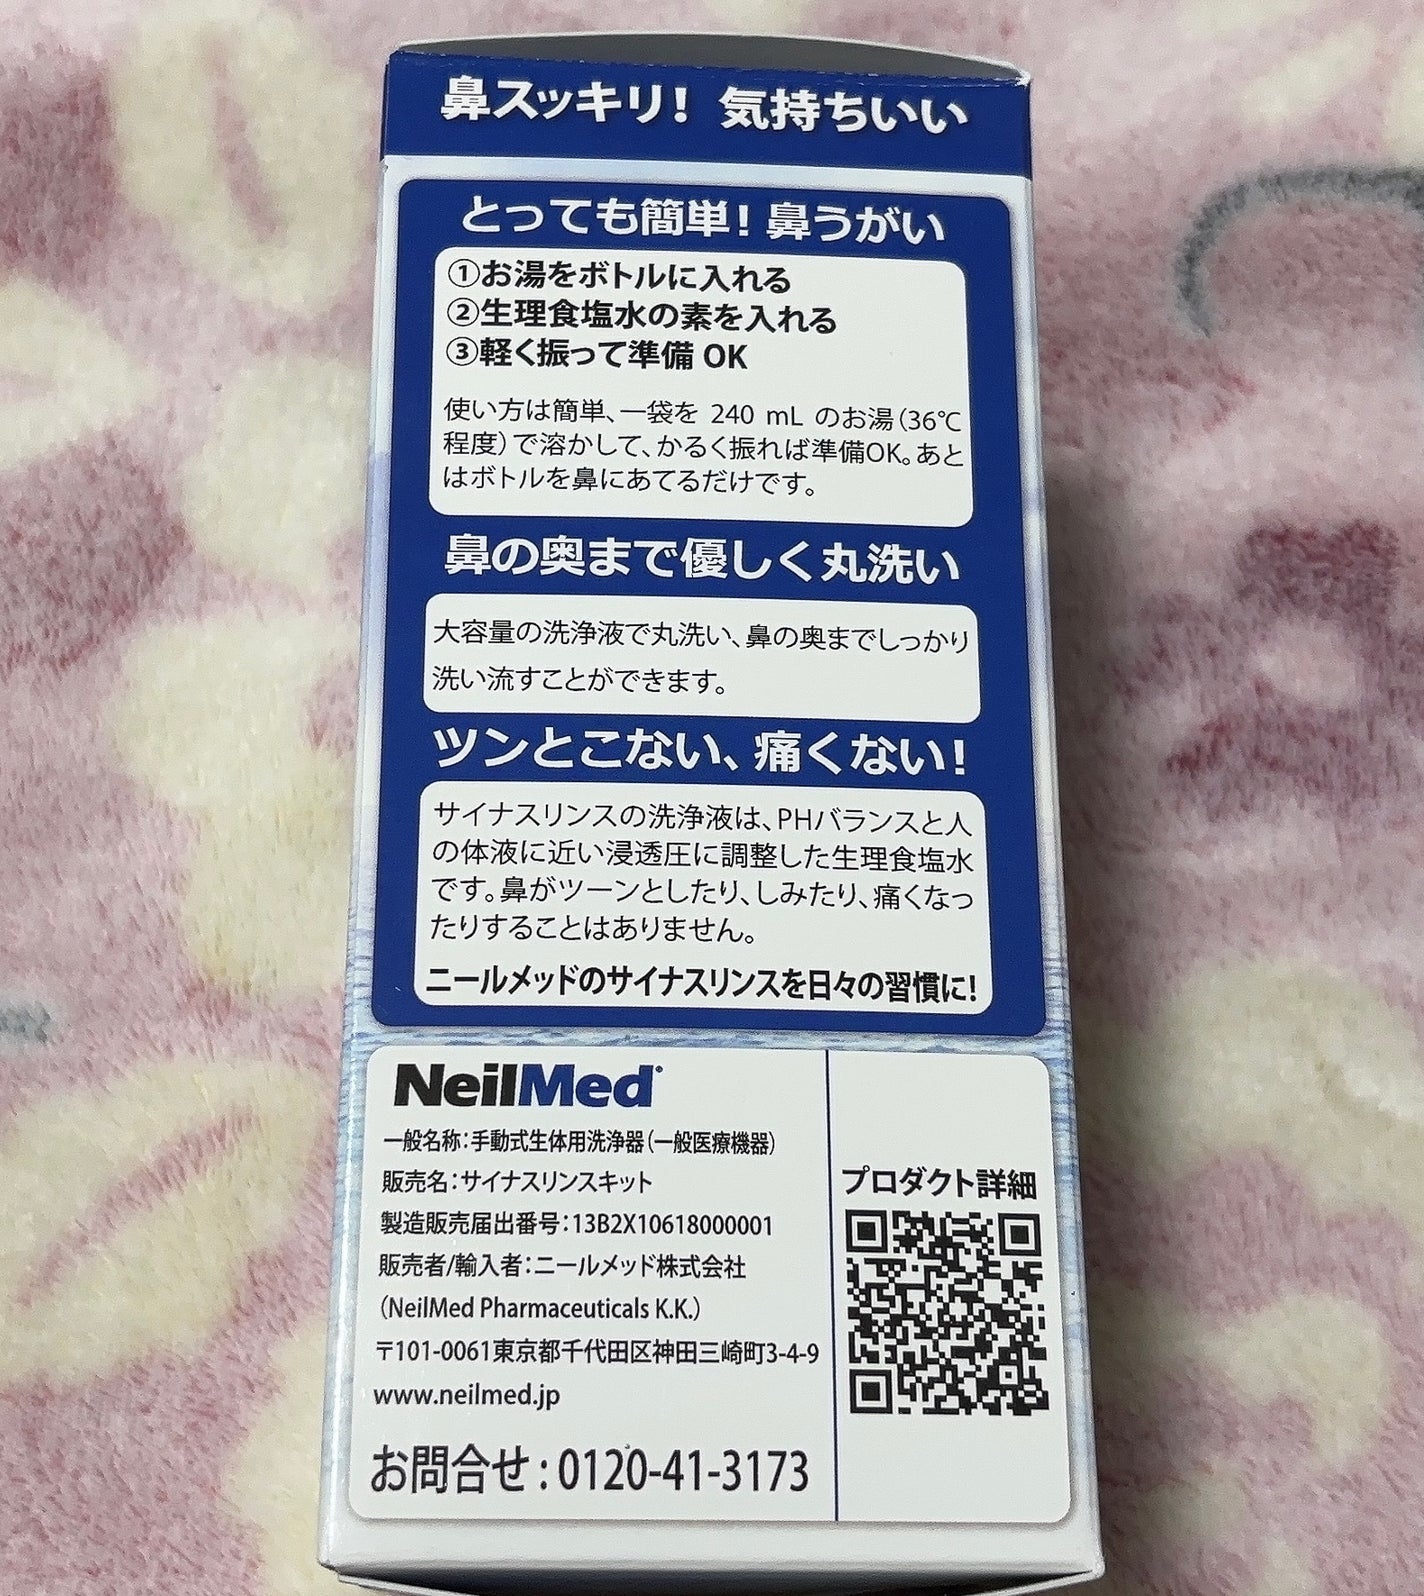 鼻スッキリ! 気持ちいい
とっても簡単! 鼻うがい
①お湯をボトルに入れる
②生理食塩水の素を入れる
③軽く振って準備 OK
使い方は簡単、一袋を 240 mL のお湯(36℃
程度)で溶かして、かるく振れば準備OK。あと
はボトルを鼻にあてるだけです。
鼻の奥まで優しく丸洗い
大容量の洗浄液で丸洗い、鼻の奥までしっかり
洗い流すことができます。
ツンとこない、痛くない!
サイナスリンスの洗浄液は、PHバランスと人
の体液に近い浸透圧に調整した生理食塩水
です。鼻がツーンとしたり、しみたり、痛くなっ
たりすることはありません。
ニールメッドのサイナスリンスを日々の習慣に!
NeilMed
一般名称:手動式生体用洗浄器(一般医療機器)
販売名:サイナスリンスキット
製造販売届出番号:13B2X10618000001
販売者/輸入者:ニールメッド株式会社
(NeilMed Pharmaceuticals K.K.)
〒101-0061東京都千代田区神田三崎町3-4-9
www.neilmed.jp
お問合せ:0120-41-3173
プロダクト詳細